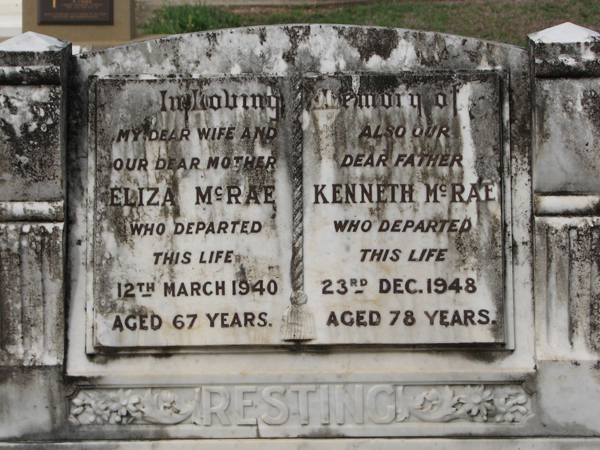 In Loving Memory of
MY DEAR WIFE AND
OUR DEAR MOTHER
ELIZA McRAE
WHO DEPARTED
THIS LIFE
12TH MARCH 1940
AGED 67 YEARS.
ALSO OUR
DEAR FATHER
KENNETH McRAE
WHO DEPARTED
THIS LIFE
23RD DEC. 1948
AGED 78 YEARS.
RESTING